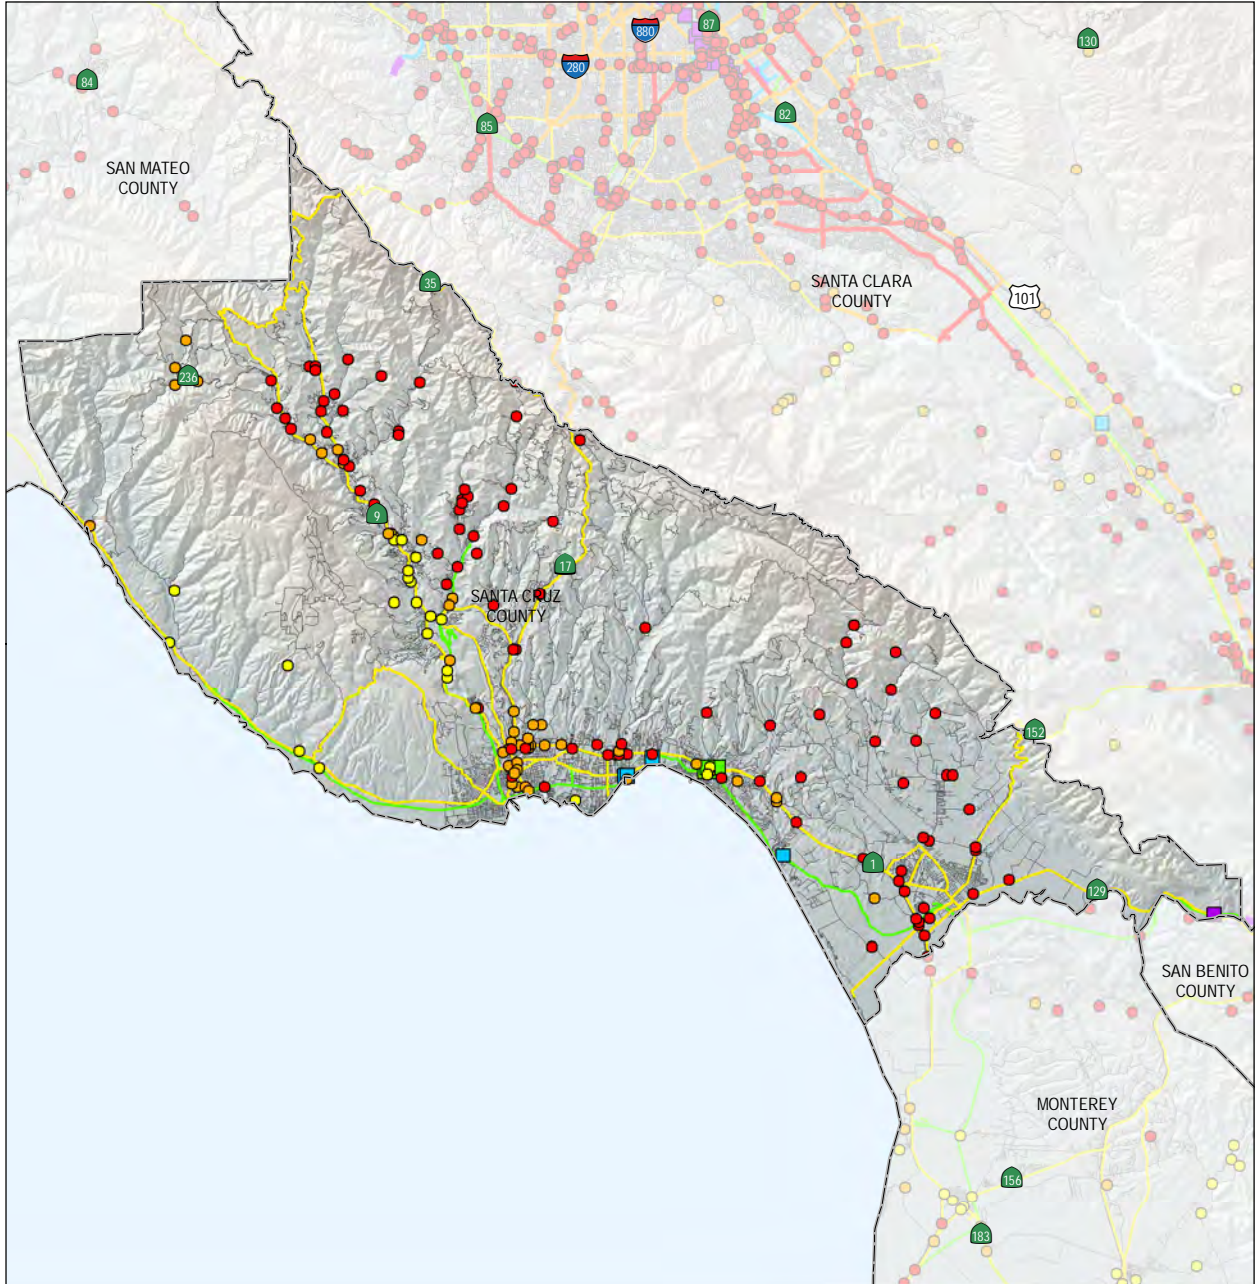 880
87
130
280
84
82
85
SAN MATEO
COUNTY
35
SANTA CLARA
COUNTY
101
236
9
17
SANTA CRUZ
COUNTY
152
1
129
SAN BENITO
COUNTY
MONTEREY
COUNTY
156
183